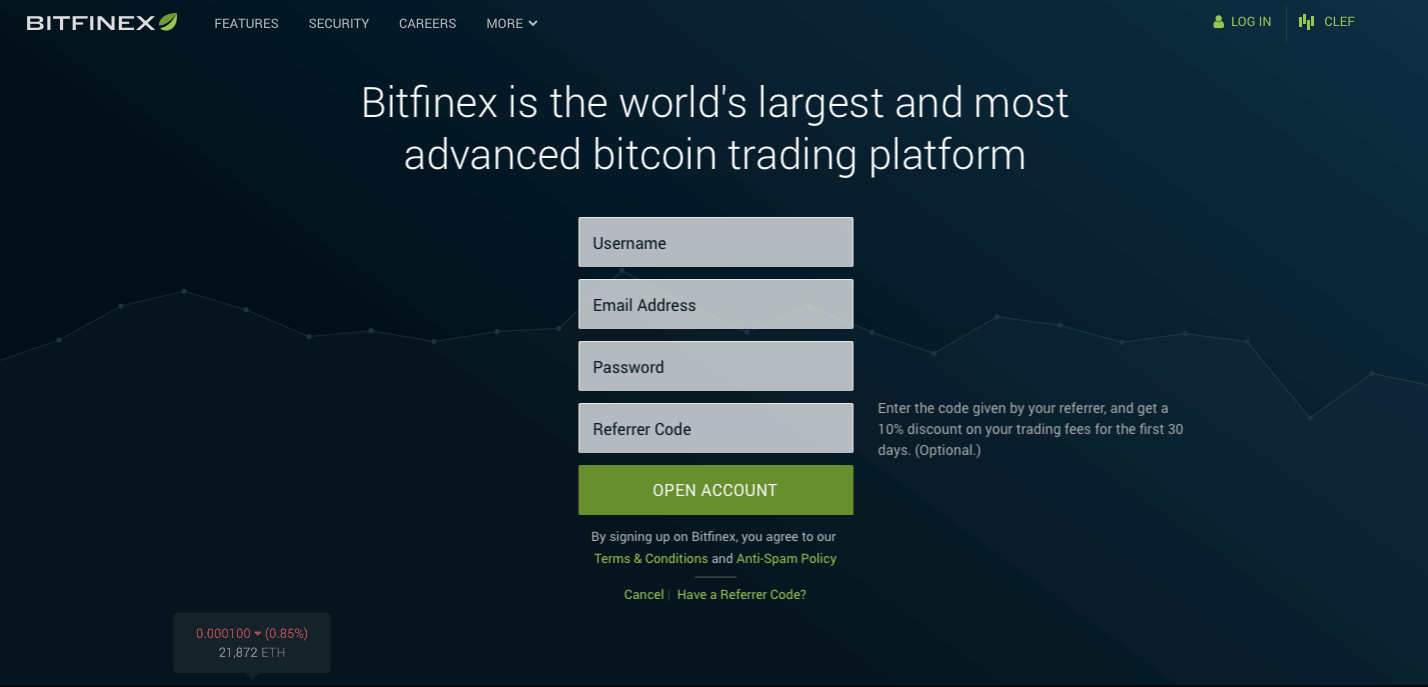 BITFINEX
FEATURES
SECURITY
CAREERS
MORE
LOG IN
CLEF
Bitfinex is the world's largest and most
advanced bitcoin trading platform
Username
Email Address
Password
Referrer Code
Enter the code given by your referrer, and get a
10% discount on your trading fees for the first 30
days. (Optional.)
OPEN ACCOUNT
By signing up on Bitfinex, you agree to our
Terms & Conditions and Anti-Spam Policy
Cancel | Have a Referrer Code?
0.000100 (0.85%)
21,872 ETH